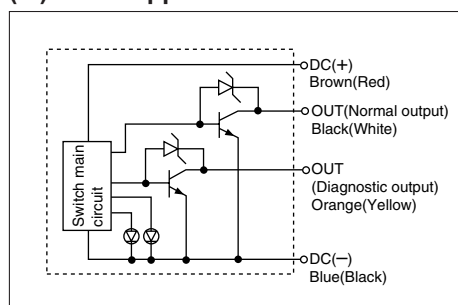 DC(+)
Brown(Red)
OUT(Normal output)
Black(White)
OUT
(Diagnostic output)
Orange(Yellow)
Switch main
circuit
DC(−)
Blue(Black)